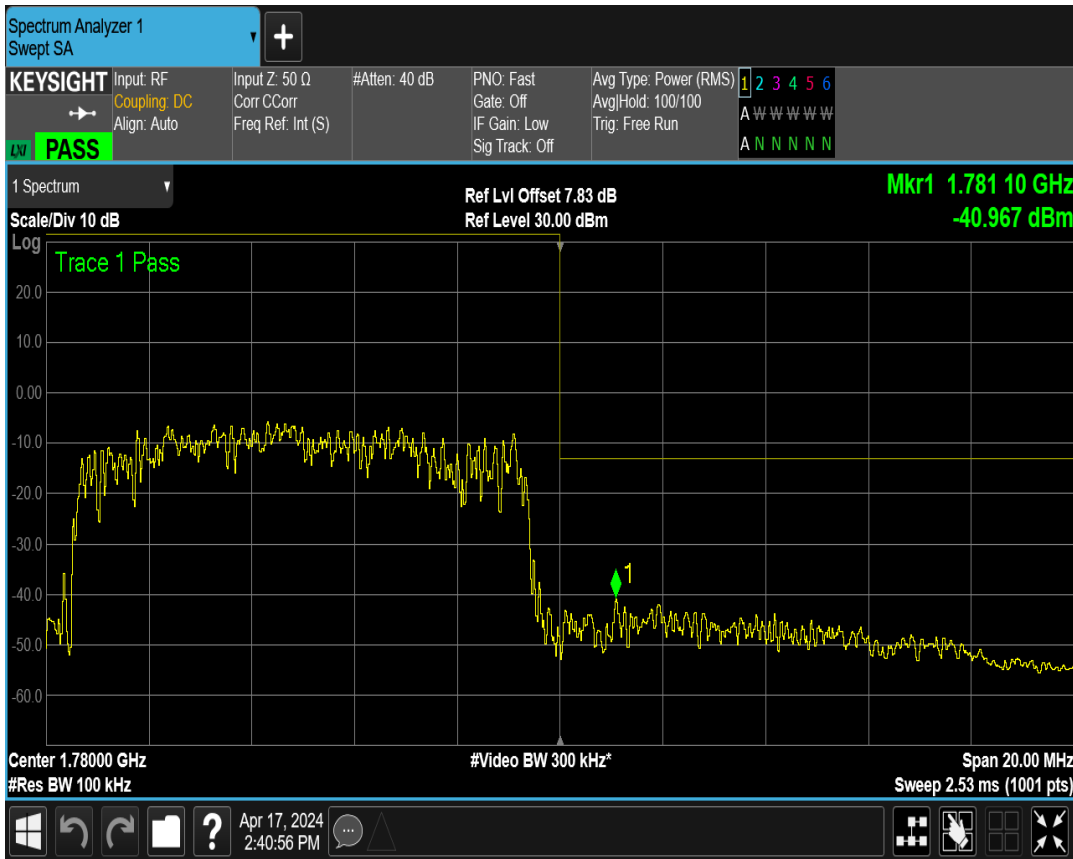 Spectrum Analyzer 1
Swept SA
+
KEYSIGHT
LXI PASS
Input: RF
Coupling: DC
Align: Auto
Input Z: 50 Ω
Corr CCorr
Freq Ref: Int (S)
#Atten: 40 dB
PNO: Fast
Gate: Off
IF Gain: Low
Sig Track: Off
Avg Type: Power (RMS)
Avg|Hold: 100/100
Trig: Free Run
1 2 3 4 5 6
A W W W W W
A N N N N N
1 Spectrum
Scale/Div 10 dB
Ref Lvl Offset 7.83 dB
Ref Level 30.00 dBm
Mkr1 1.781 10 GHz
-40.967 dBm
Log
Trace 1 Pass
20.0
10.0
0.00
-10.0
-20.0
-30.0
-40.0
-50.0
-60.0
1
Center 1.78000 GHz
#Res BW 100 kHz
#Video BW 300 kHz*
Span 20.00 MHz
Sweep 2.53 ms (1001 pts)
?
Apr 17, 2024
2:40:56 PM